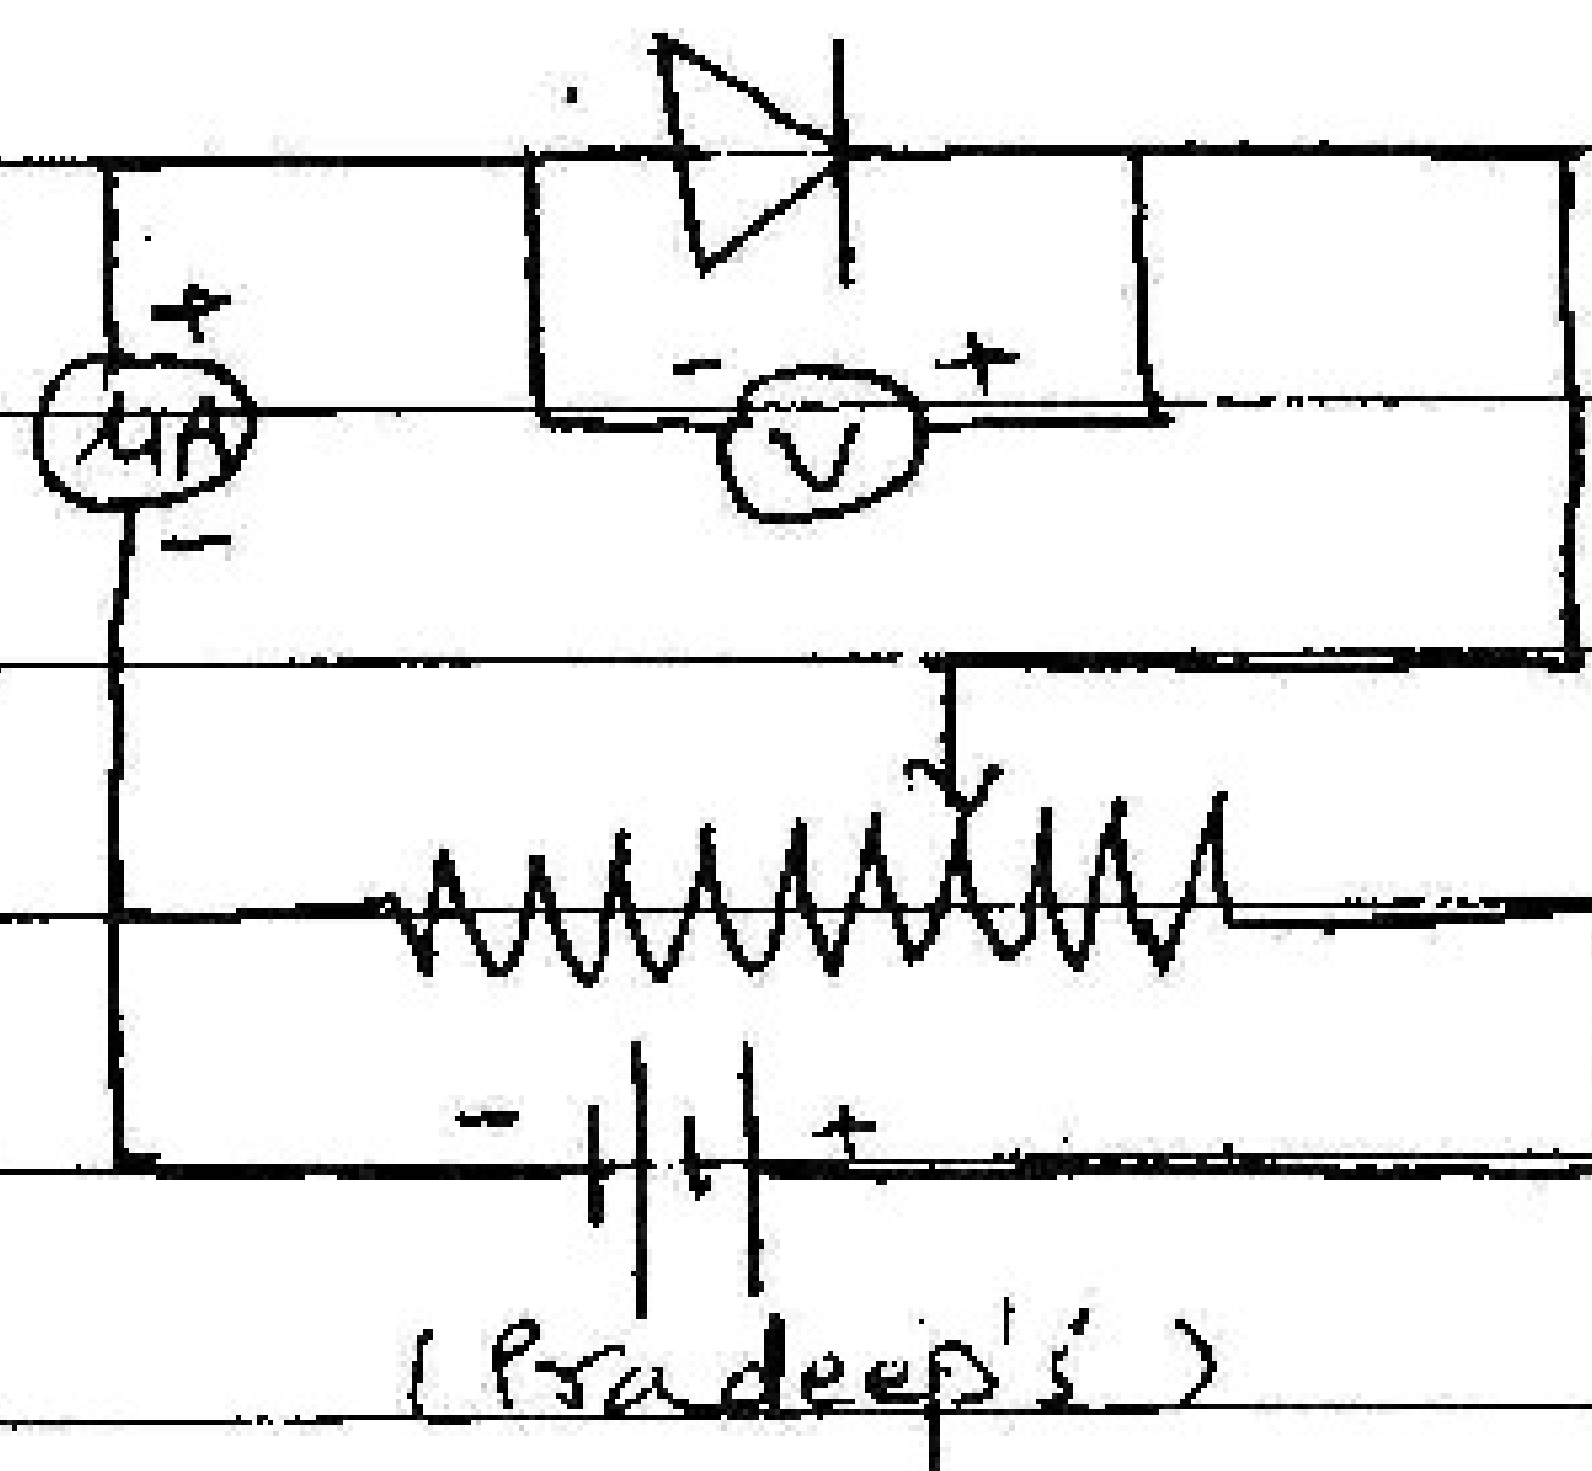 +
- +
μA V
-
- +
(Pradeep's)